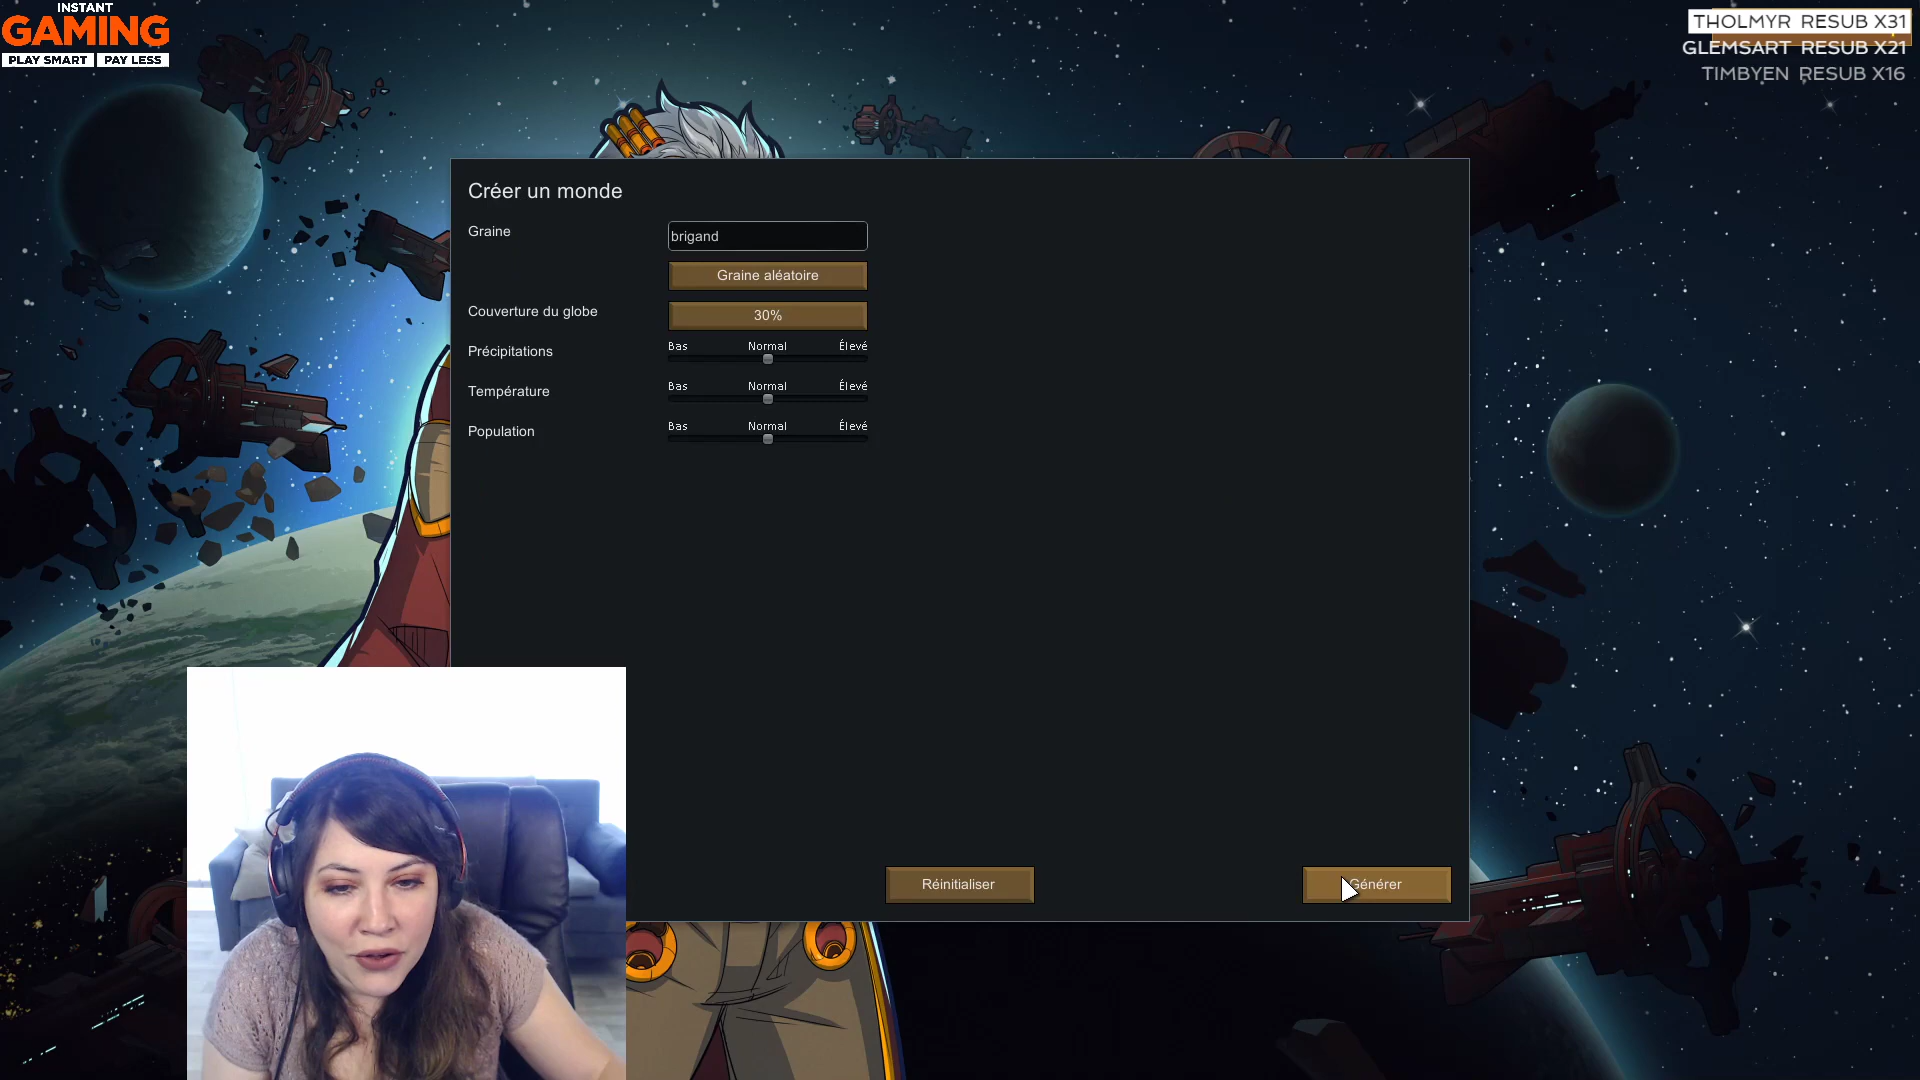 INSTANT
GAMING
PLAY SMART PAY LESS
THOLMYR RESUB X31
GLEMSART RESUB X21
TIMBYEN RESUB X16
Créer un monde
Graine
brigand
Graine aléatoire
Couverture du globe
30%
Précipitations
Bas Normal Élevé
Température
Bas Normal Élevé
Population
Bas Normal Élevé
Réinitialiser
Générer